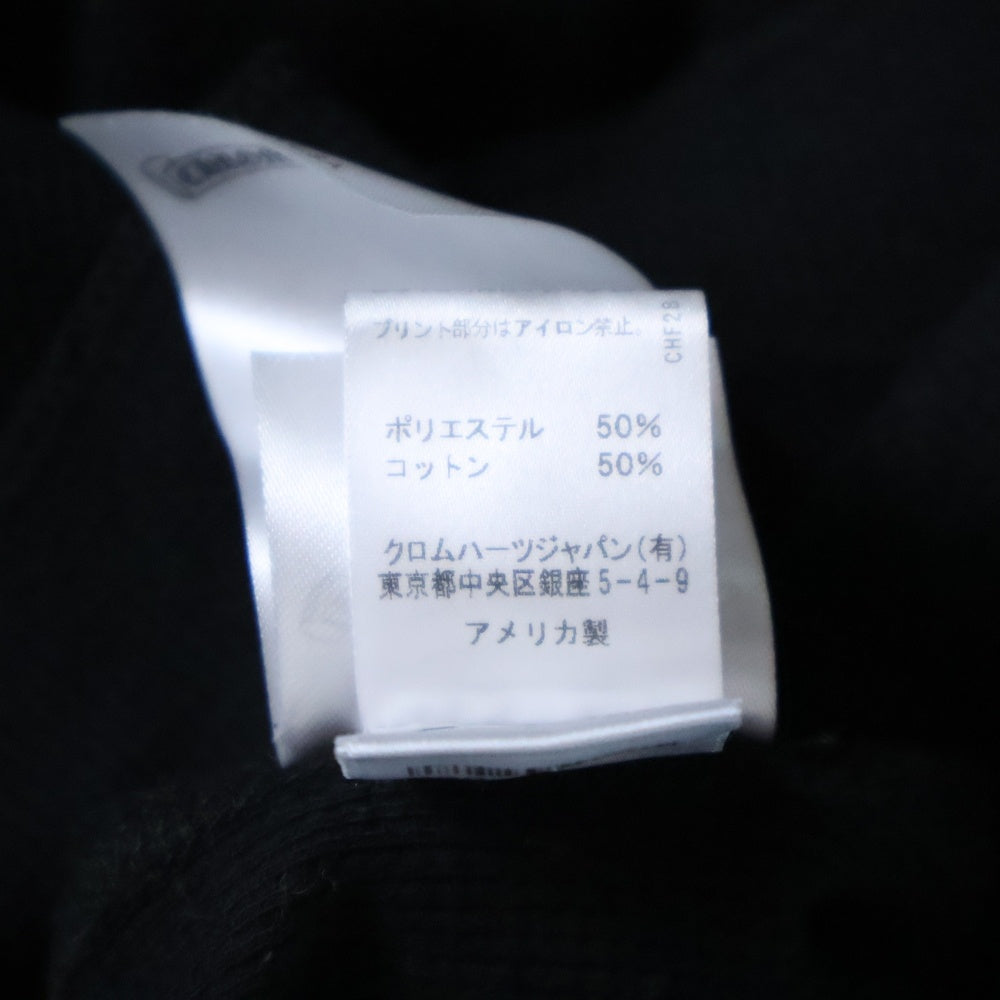 プリント部分はアイロン禁止。
CHF28
ポリエステル 50%
コットン 50%
クロムハーツジャパン(有)
東京都中央区銀座5-4-9
アメリカ製